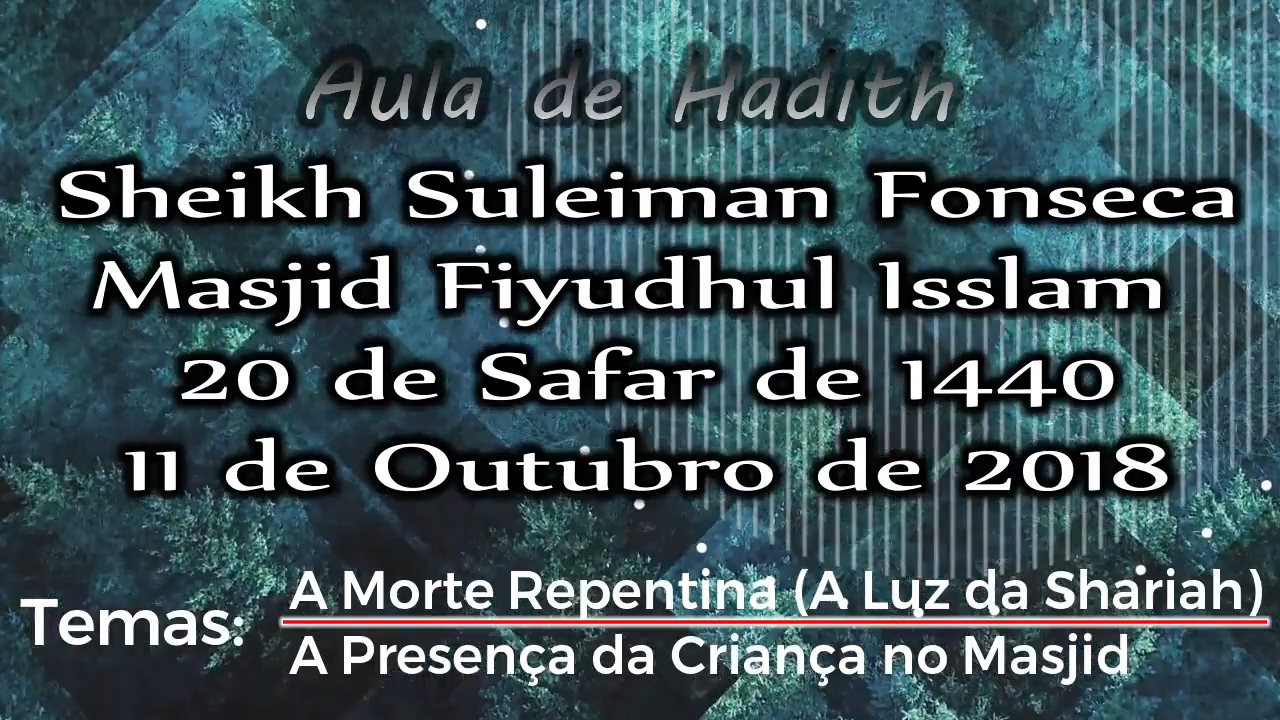 Aula de Hadith
Sheikh Suleiman Fonseca
Masjid Fiyudhul Isslam
20 de Safar de 1440
11 de Outubro de 2018
Temas:
A Morte Repentina (A Luz da Shariah)
A Presença da Criança no Masjid